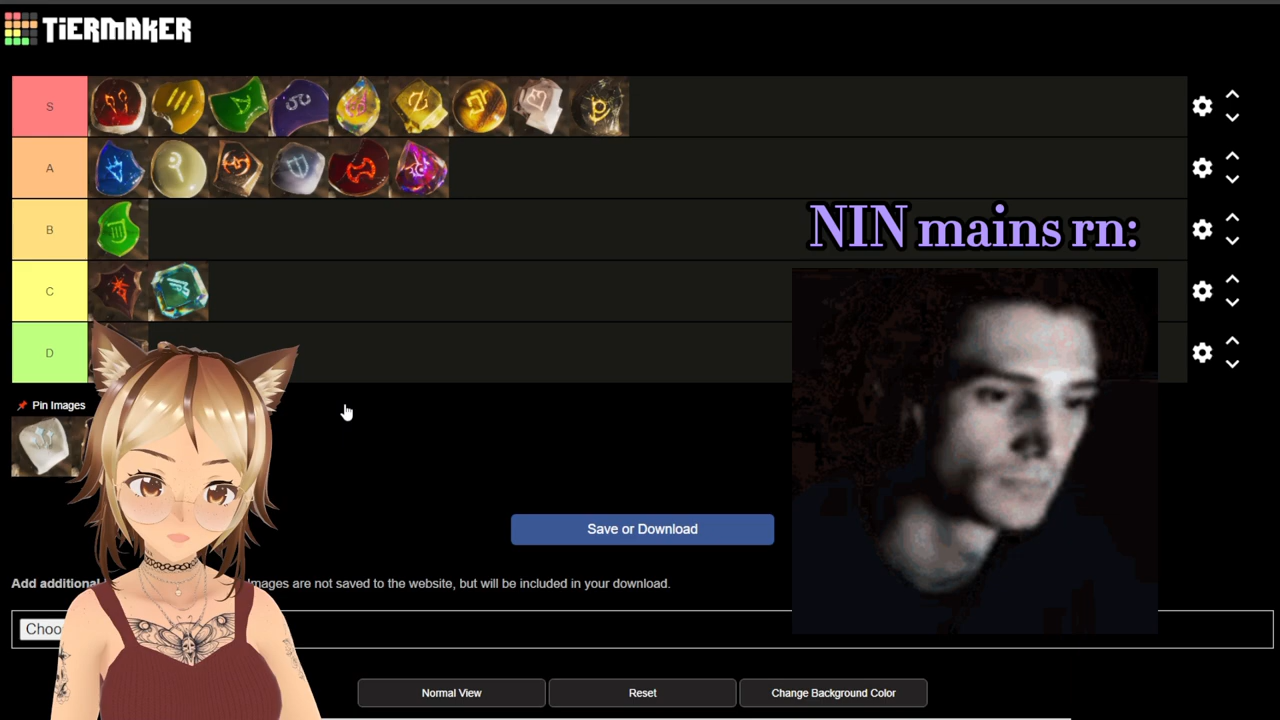 TiERMAKER
S
A
B
C
D
NIN mains rn:
Pin Images
Save or Download
Add additional
images are not saved to the website, but will be included in your download.
Choo
Normal View
Reset
Change Background Color